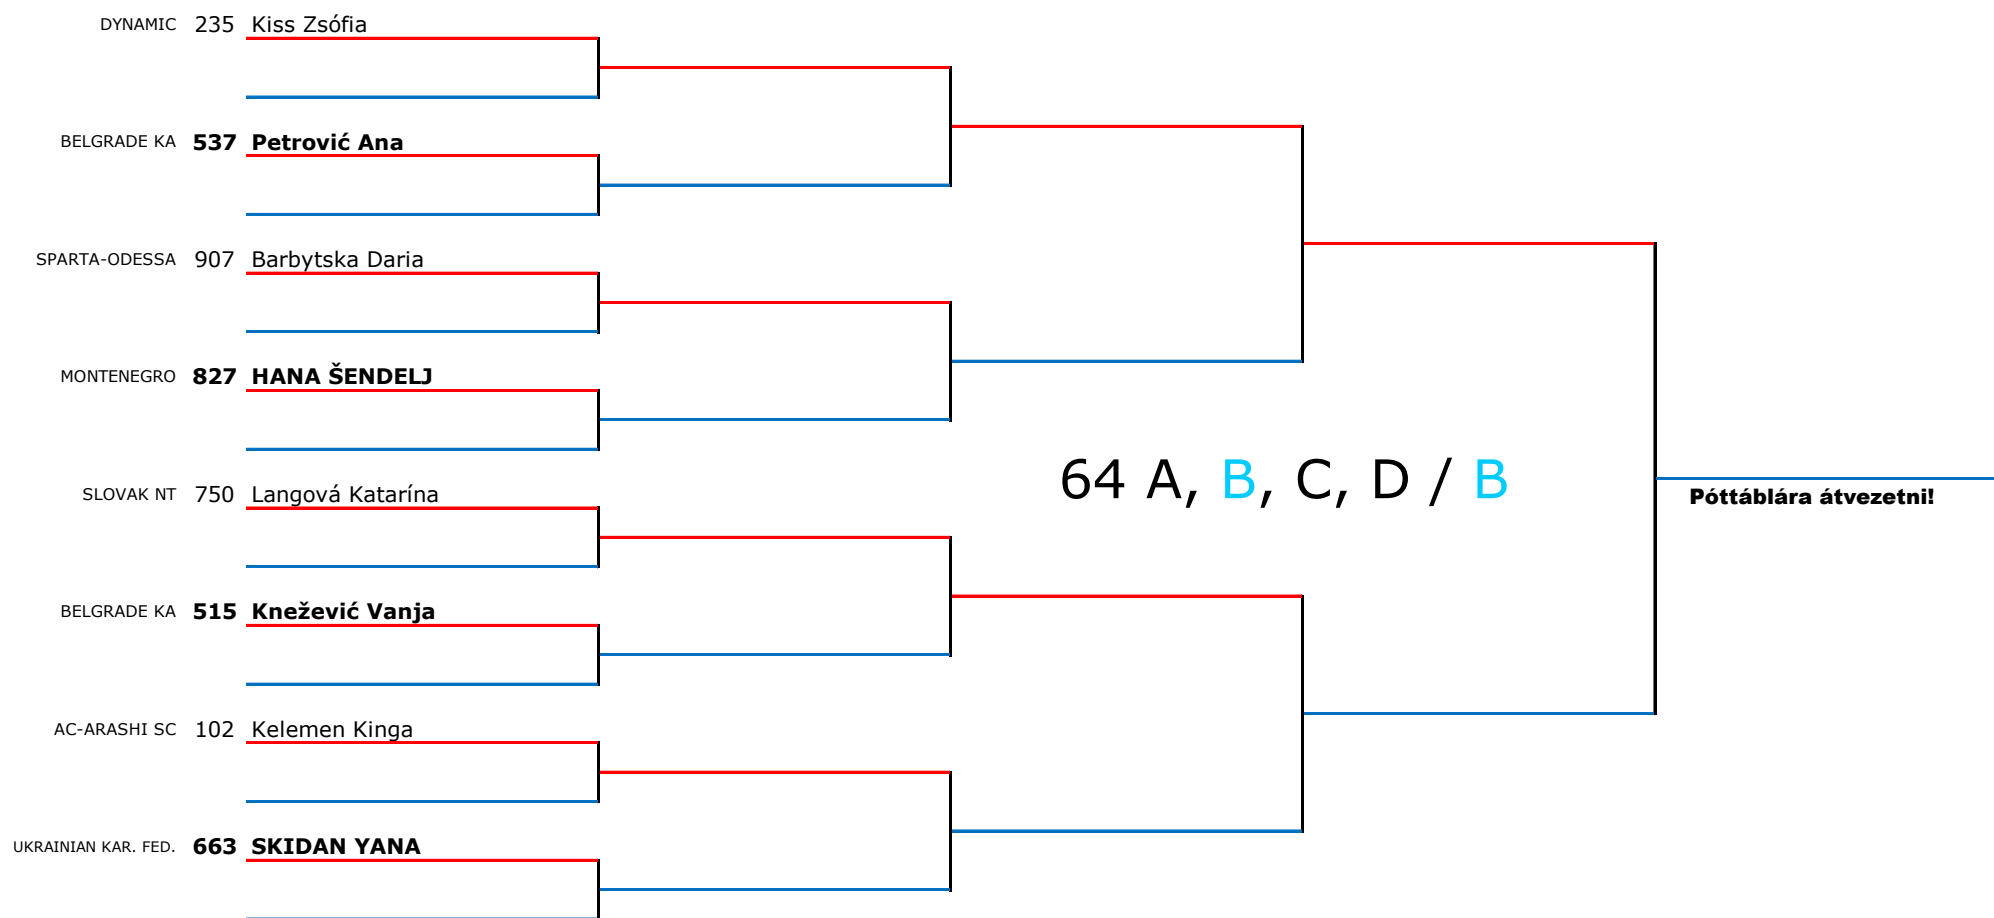 DYNAMIC 235 Kiss Zsófia
BELGRADE KA 537 Petrović Ana
SPARTA-ODESSA 907 Barbytska Daria
MONTENEGRO 827 HANA ŠENDELJ
64 A, B, C, D / B
SLOVAK NT 750 Langová Katarína
Póttáblára átvezetni!
BELGRADE KA 515 Knežević Vanja
AC-ARASHI SC 102 Kelemen Kinga
UKRAINIAN KAR. FED. 663 SKIDAN YANA